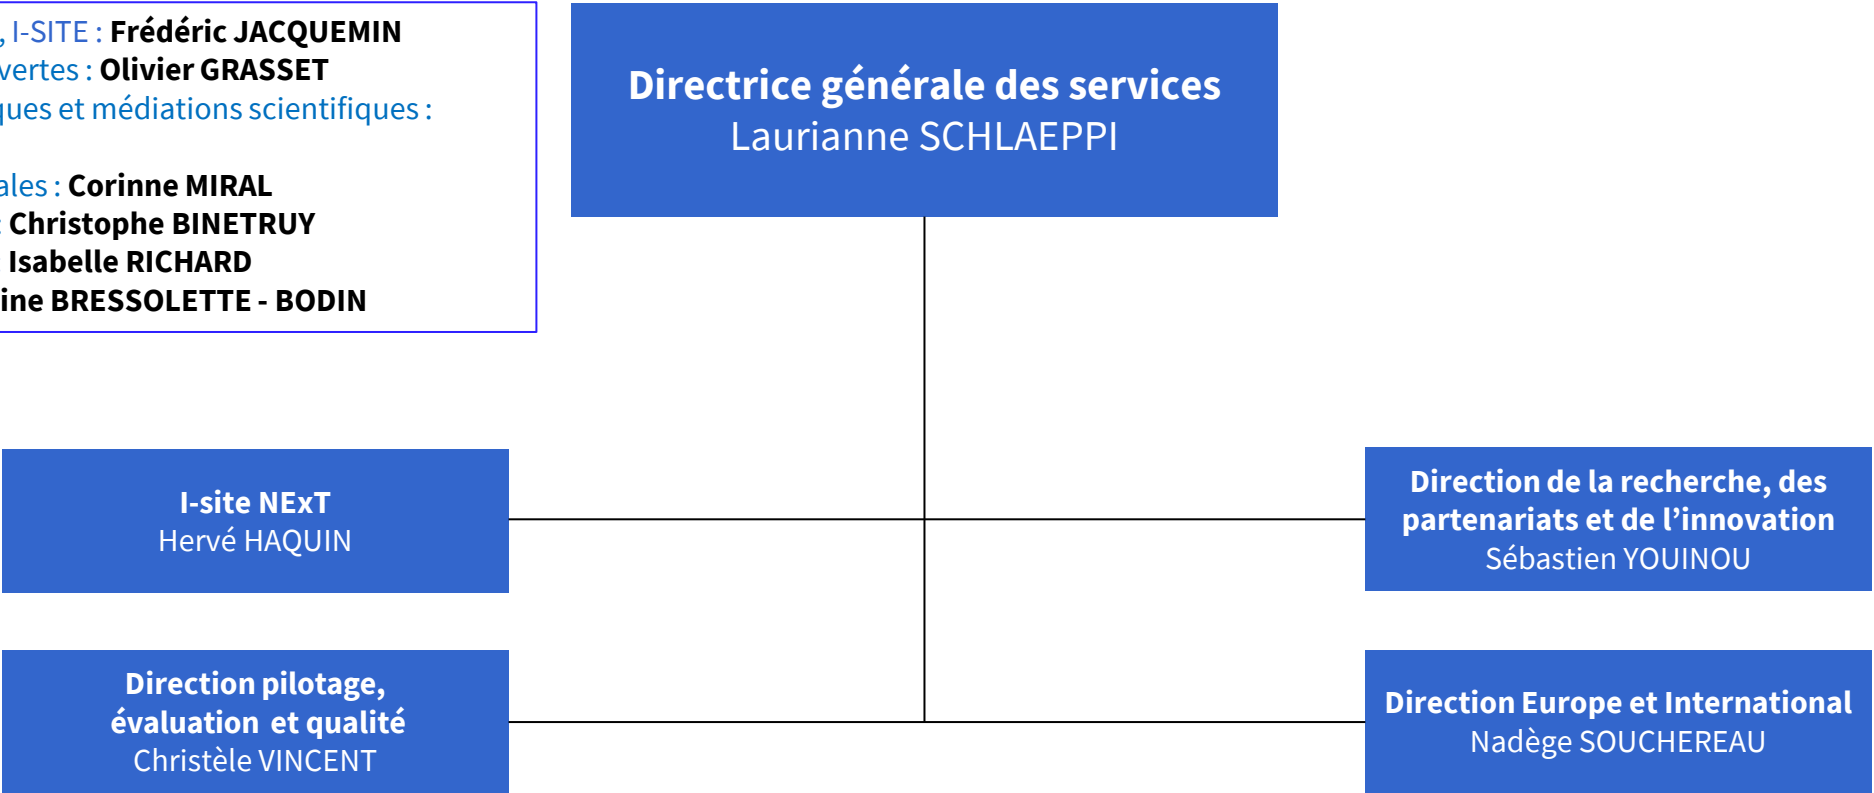 , I-SITE : Frédéric JACQUEMIN
vertes : Olivier GRASSET
ques et médiations scientifiques :
ales : Corinne MIRAL
: Christophe BINETRUY
Isabelle RICHARD
ine BRESSOLETTE - BODIN
Directrice générale des services
Laurianne SCHLAEPPI
I-site NExT
Hervé HAQUIN
Direction de la recherche, des
partenariats et de l’innovation
Sébastien YOUINOU
Direction pilotage,
évaluation et qualité
Christèle VINCENT
Direction Europe et International
Nadège SOUCHEREAU